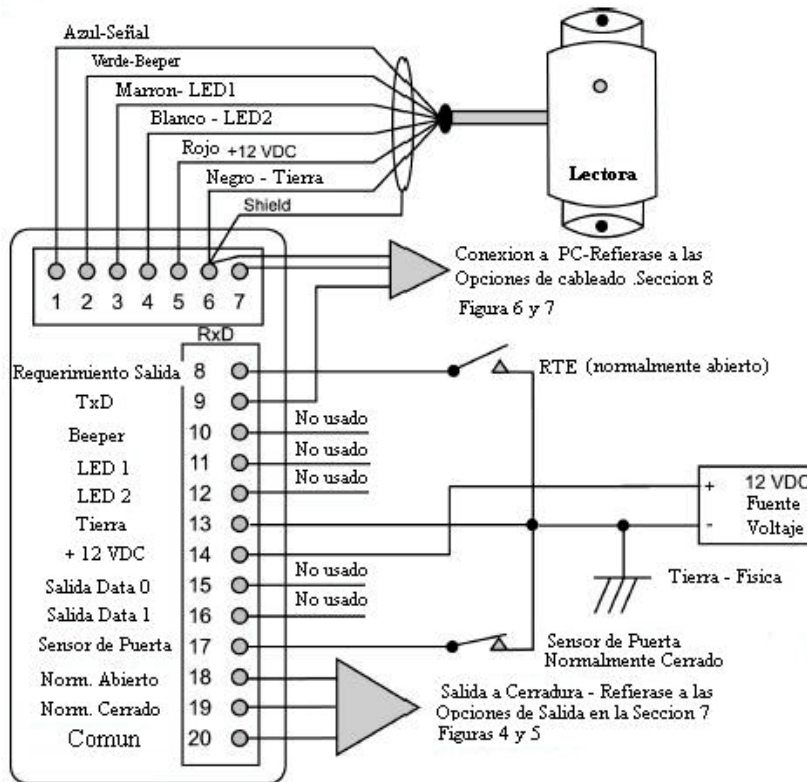 Azul-Señal
Verde-Beeper
Marron- LED1
Blanco - LED2
Rojo +12 VDC
Negro - Tierra
Shield
Lectora
1 2 3 4 5 6 7
RxD
Conexion a PC-Refierase a las
Opciones de cableado .Seccion 8
Figura 6 y 7
Requerimiento Salida 8
RTE (normalmente abierto)
TxD 9
Beeper 10 No usado
LED 1 11 No usado
LED 2 12 No usado
Tierra 13
+ 12 VDC 14
+ 12 VDC
Fuente
- Voltaje
Tierra - Fisica
Salida Data 0 15 No usado
Salida Data 1 16 No usado
Sensor de Puerta 17
Sensor de Puerta
Normalmente Cerrado
Norm. Abierto 18
Norm. Cerrado 19
Comun 20
Salida a Cerradura - Refierase a las
Opciones de Salida en la Seccion 7
Figuras 4 y 5